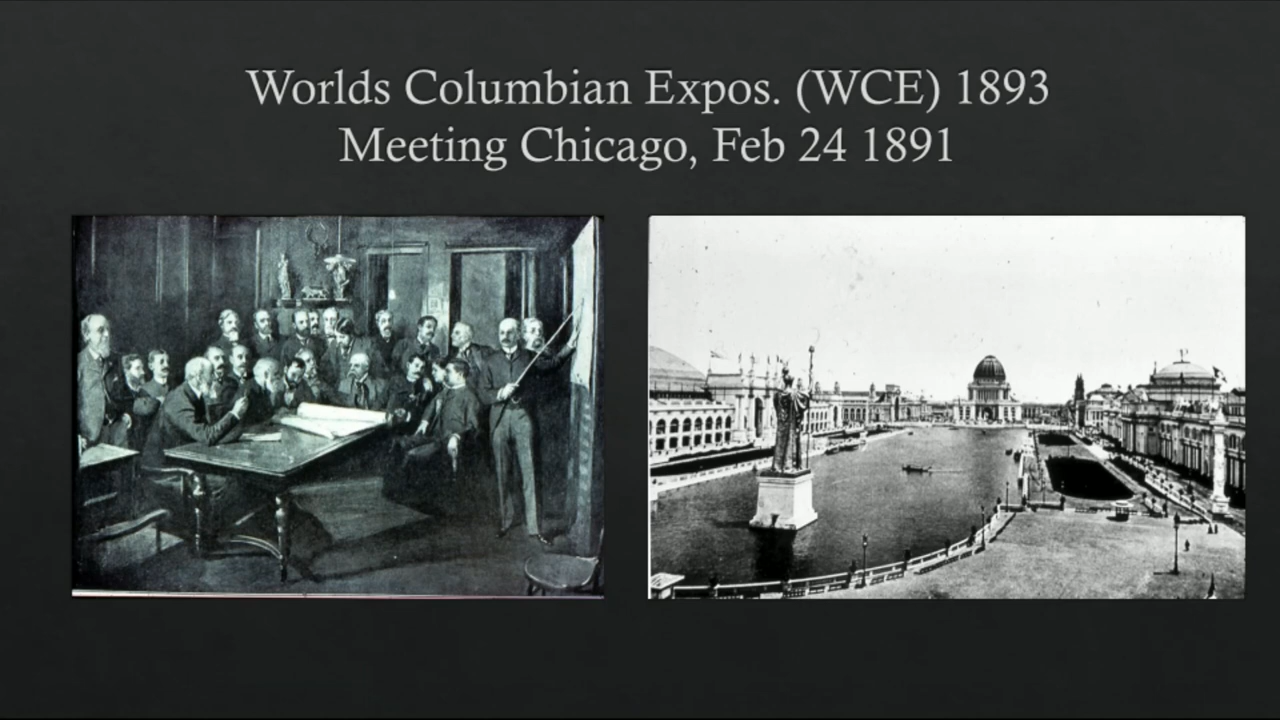 Worlds Columbian Expos. (WCE) 1893
Meeting Chicago, Feb 24 1891